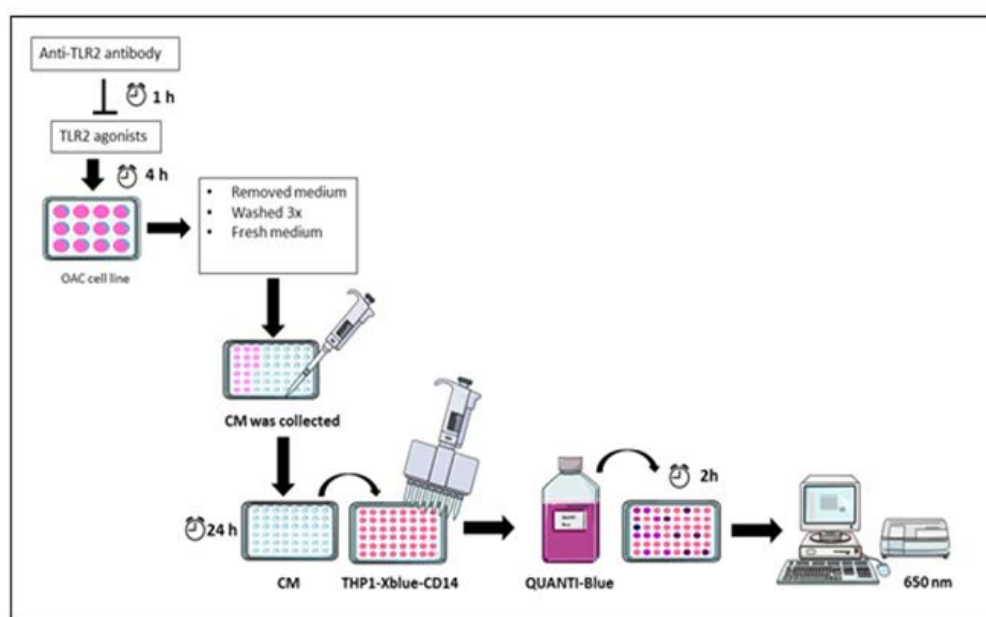 Anti-TLR2 antibody
1 h
TLR2 agonists
4 h
• Removed medium
• Washed 3x
• Fresh medium
OAC cell line
CM was collected
24 h
2h
CM
THP1-Xblue-CD14
QUANTI-Blue
650 nm